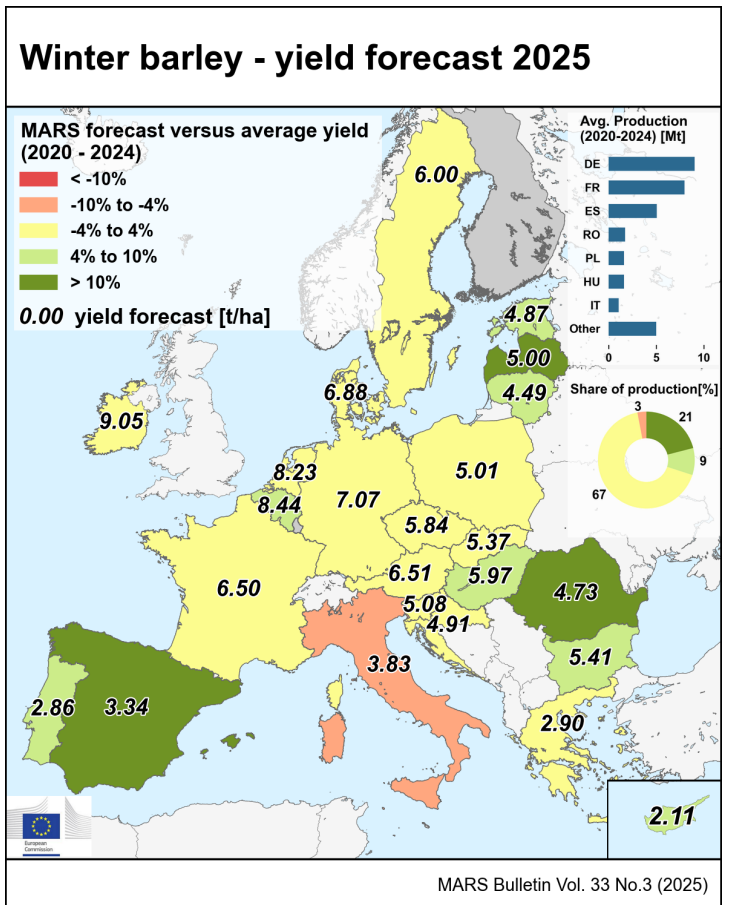 Winter barley - yield forecast 2025
MARS forecast versus average yield
(2020 - 2024)
< -10%
-10% to -4%
-4% to 4%
4% to 10%
> 10%
0.00 yield forecast [t/ha]
Avg. Production
(2020-2024) [Mt]
DE
FR
ES
RO
PL
HU
IT
Other
0 5 10
Share of production[%]
3
21
9
67
6.00
4.87
5.00
4.49
6.88
9.05
8.23
5.01
7.07
8.44
5.84
5.37
6.51
5.97
6.50
4.73
5.08
4.91
3.83
5.41
2.86
3.34
2.90
2.11
European
Commission
MARS Bulletin Vol. 33 No.3 (2025)